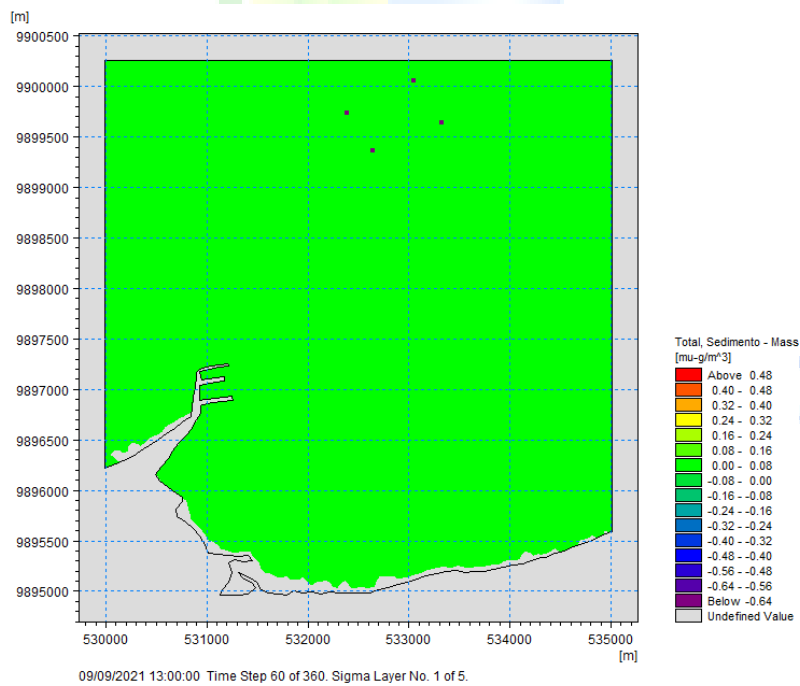 [m]
9900500
9900000
9899500
9899000
9898500
9898000
9897500
9897000
9896500
9896000
9895500
9895000
530000 531000 532000 533000 534000 535000
[m]
09/09/2021 13:00:00 Time Step 60 of 360. Sigma Layer No. 1 of 5.
Total, Sedimento - Mass
[mu-g/m^3]
Above 0.48
0.40 - 0.48
0.32 - 0.40
0.24 - 0.32
0.16 - 0.24
0.08 - 0.16
0.00 - 0.08
-0.08 - 0.00
-0.16 - -0.08
-0.24 - -0.16
-0.32 - -0.24
-0.40 - -0.32
-0.48 - -0.40
-0.56 - -0.48
-0.64 - -0.56
Below -0.64
Undefined Value